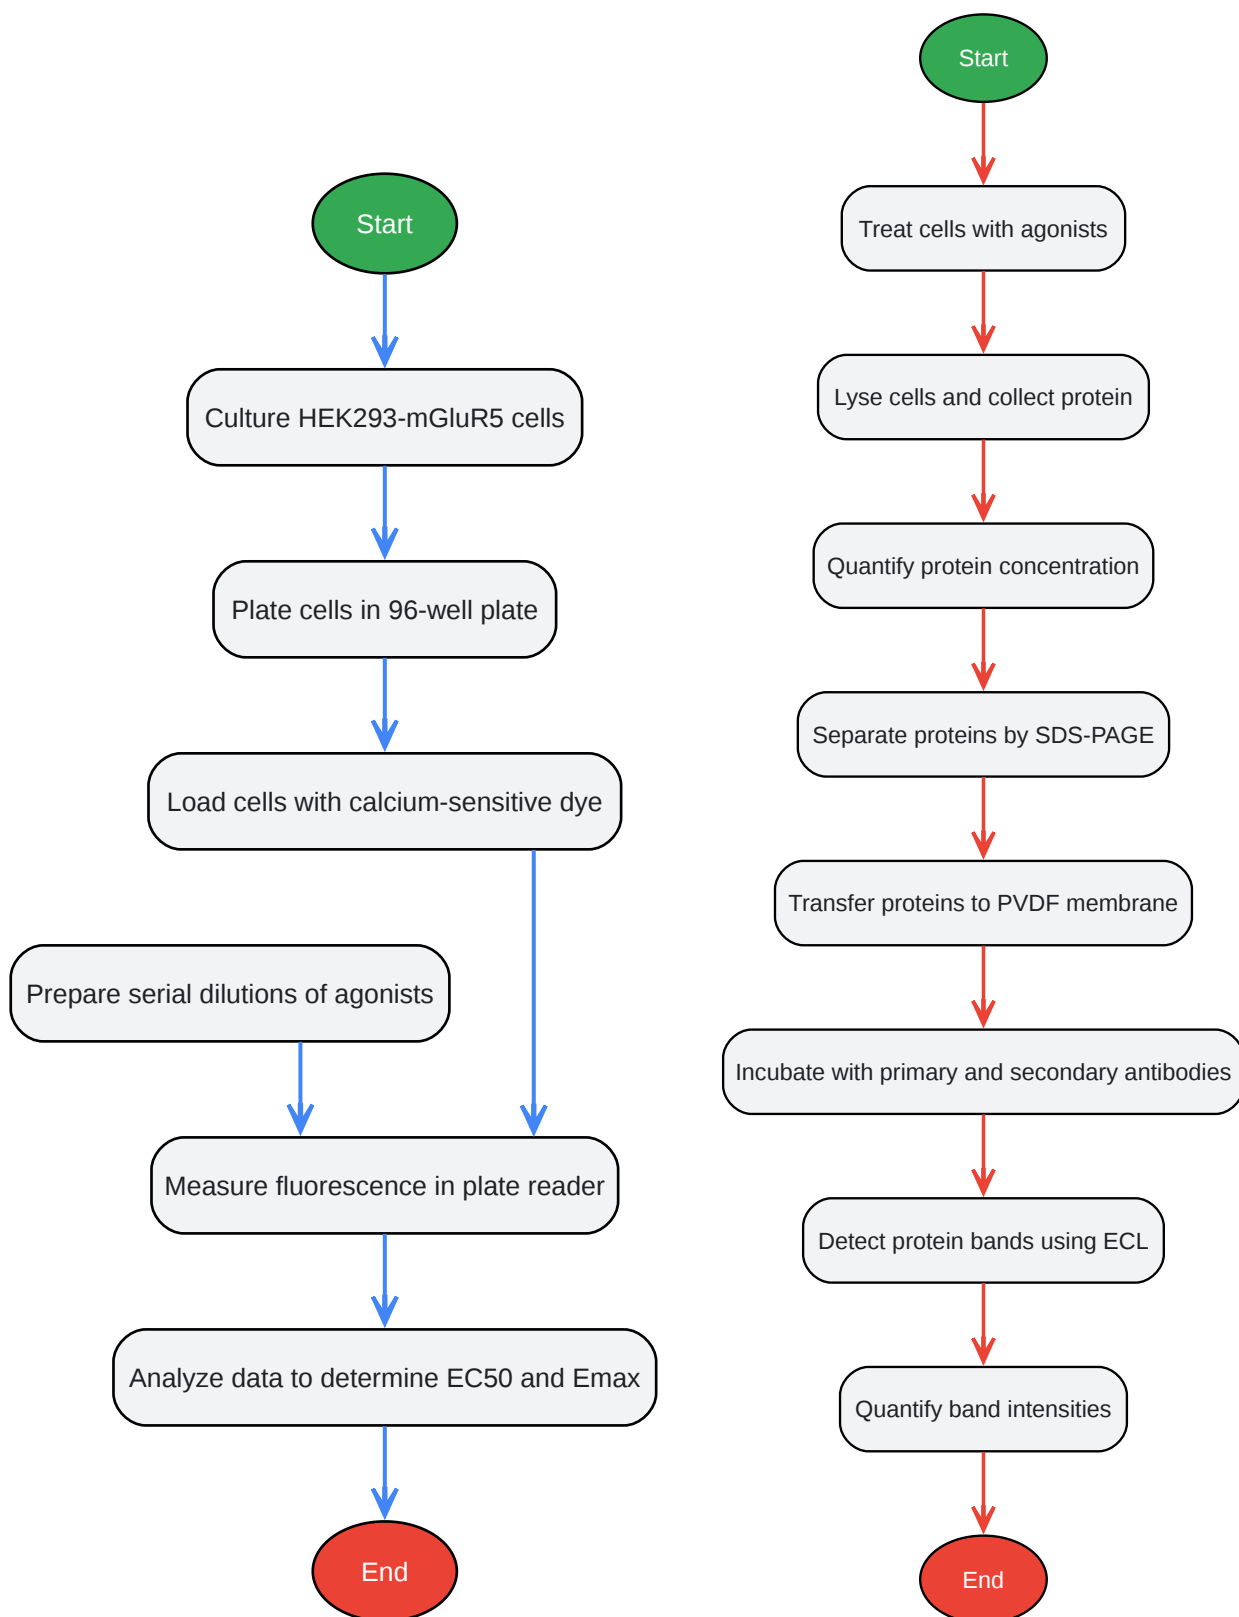 Start
Culture HEK293-mGluR5 cells
Plate cells in 96-well plate
Load cells with calcium-sensitive dye
Prepare serial dilutions of agonists
Measure fluorescence in plate reader
Analyze data to determine EC50 and Emax
End
Start
Treat cells with agonists
Lyse cells and collect protein
Quantify protein concentration
Separate proteins by SDS-PAGE
Transfer proteins to PVDF membrane
Incubate with primary and secondary antibodies
Detect protein bands using ECL
Quantify band intensities
End